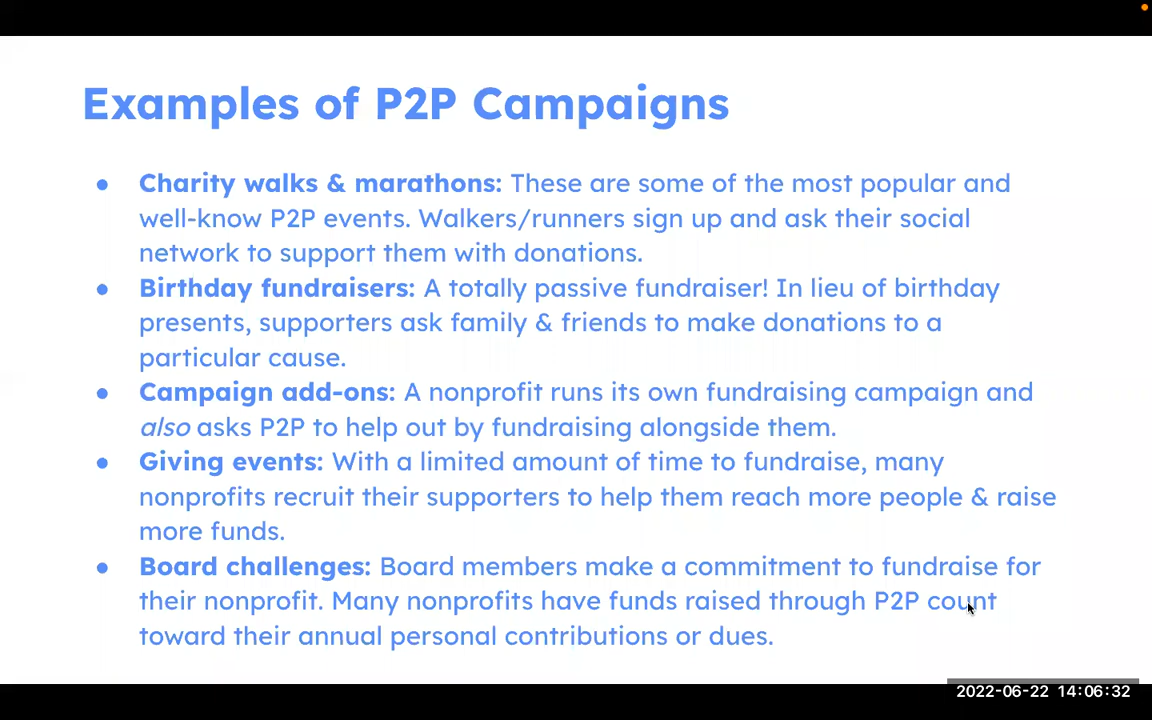 Examples of P2P Campaigns
● Charity walks & marathons: These are some of the most popular and
well-know P2P events. Walkers/runners sign up and ask their social
network to support them with donations.
● Birthday fundraisers: A totally passive fundraiser! In lieu of birthday
presents, supporters ask family & friends to make donations to a
particular cause.
● Campaign add-ons: A nonprofit runs its own fundraising campaign and
also asks P2P to help out by fundraising alongside them.
● Giving events: With a limited amount of time to fundraise, many
nonprofits recruit their supporters to help them reach more people & raise
more funds.
● Board challenges: Board members make a commitment to fundraise for
their nonprofit. Many nonprofits have funds raised through P2P count
toward their annual personal contributions or dues.
2022-06-22 14:06:32